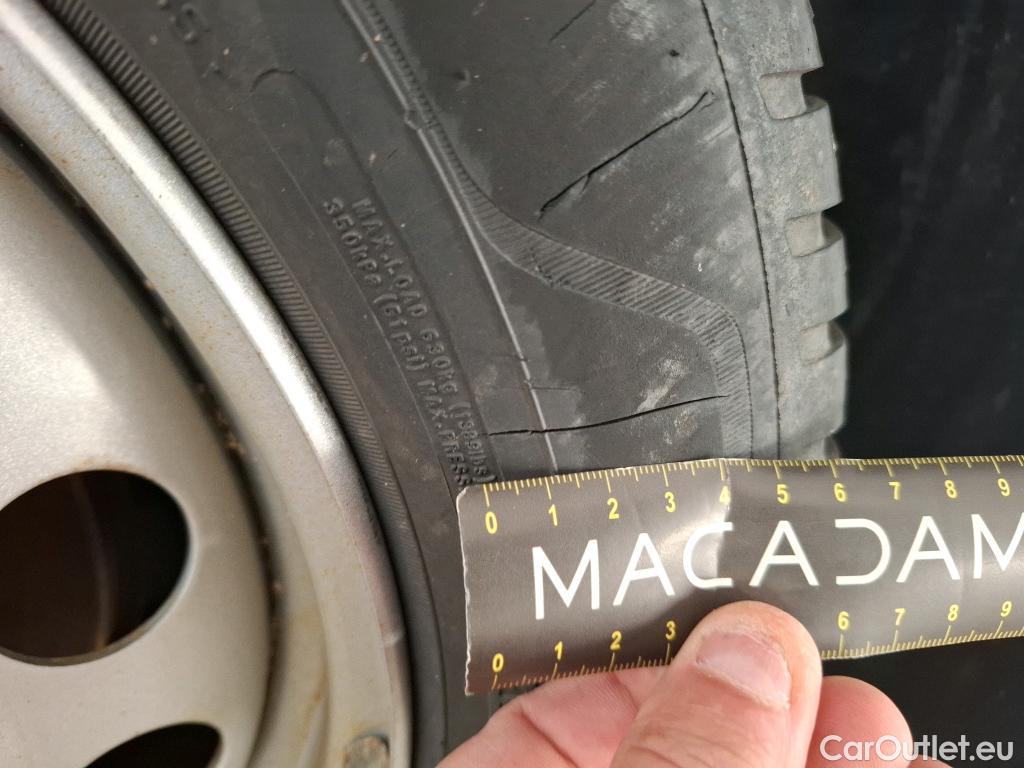 MAX-LOAD 630kg (1389lbs)
350kPa (51psi) MAX-PRESS
0 1 2 3 4 5 6 7 8 9
MACADAM
0 1 2 3 6 7 8 9
CarOutlet.eu